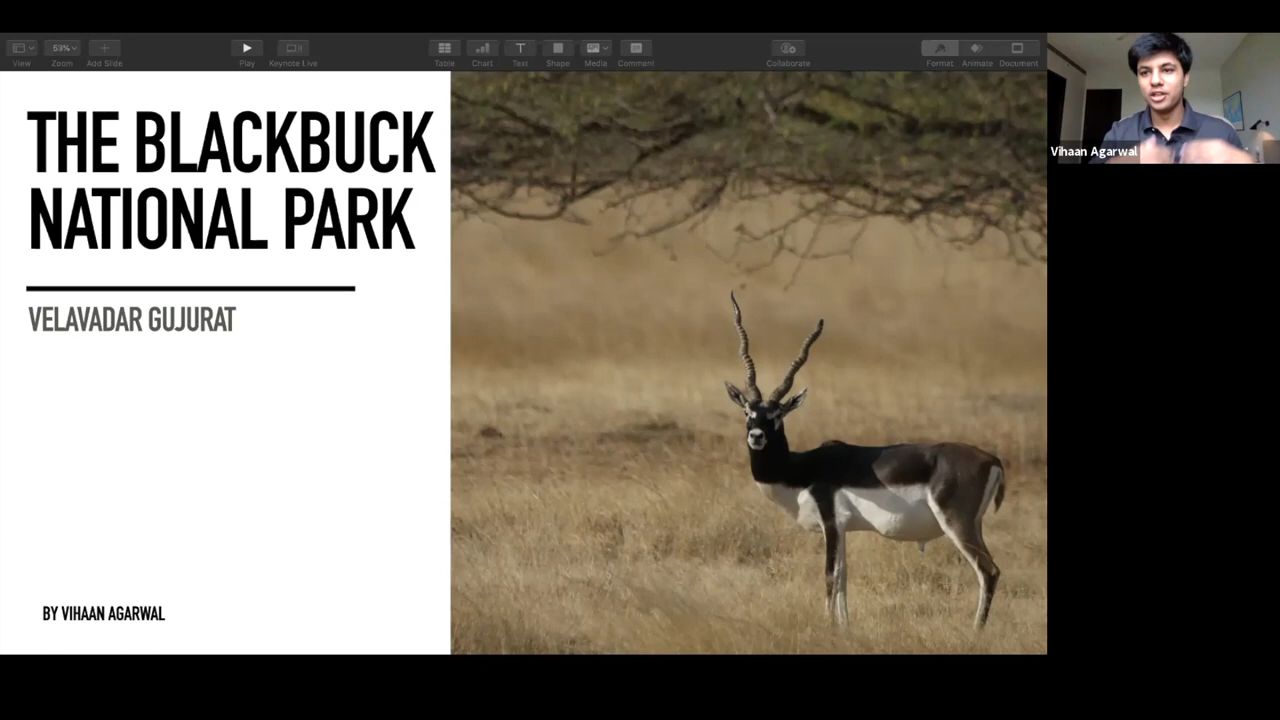 53%
View
Zoom
Add Slide
Play
Keynote Live
Table
Chart
Text
Shape
Media
Comment
Collaborate
Format
Animate
Document
THE BLACKBUCK
NATIONAL PARK
VELAVADAR GUJURAT
BY VIHAAN AGARWAL
Vihaan Agarwal